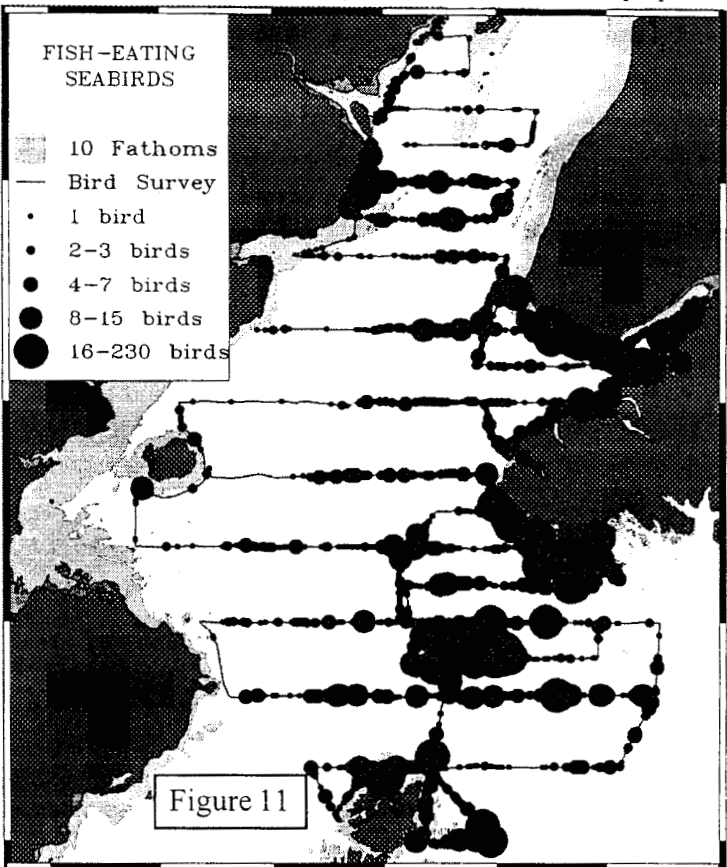 FISH-EATING
SEABIRDS
10 Fathoms
Bird Survey
1 bird
2-3 birds
4-7 birds
8-15 birds
16-230 birds
Figure 11